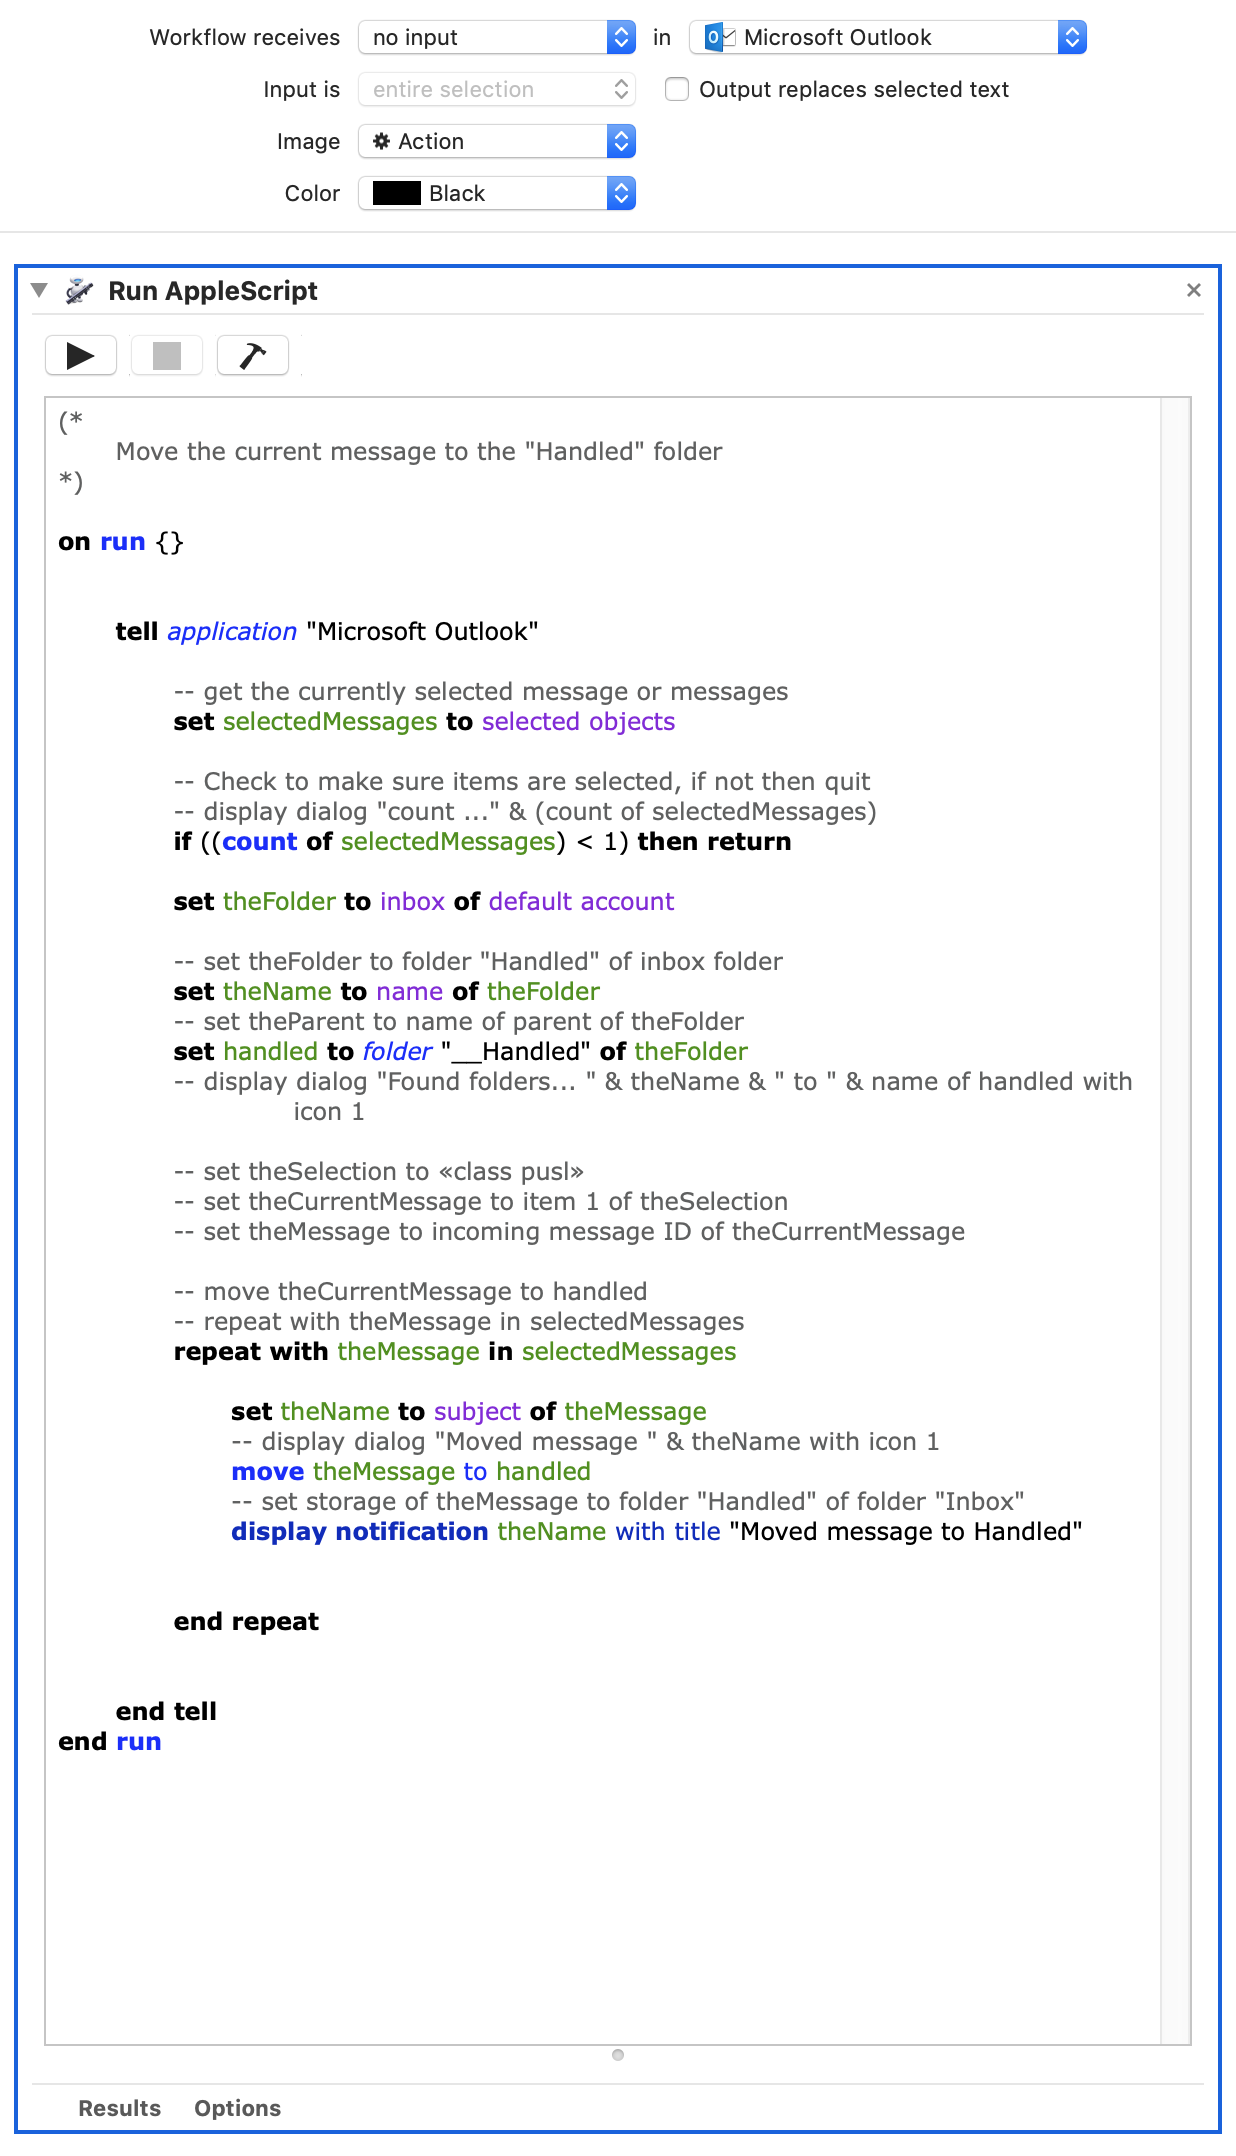 Workflow receives no input in Microsoft Outlook
Input is entire selection Output replaces selected text
Image Action
Color Black
Run AppleScript
(*
Move the current message to the "Handled" folder
*)
on run {}
tell application "Microsoft Outlook"
-- get the currently selected message or messages
set selectedMessages to selected objects
-- Check to make sure items are selected, if not then quit
-- display dialog "count ..." & (count of selectedMessages)
if ((count of selectedMessages) < 1) then return
set theFolder to inbox of default account
-- set theFolder to folder "Handled" of inbox folder
set theName to name of theFolder
-- set theParent to name of parent of theFolder
set handled to folder "__Handled" of theFolder
-- display dialog "Found folders... " & theName & " to " & name of handled with
icon 1
-- set theSelection to «class pusl»
-- set theCurrentMessage to item 1 of theSelection
-- set theMessage to incoming message ID of theCurrentMessage
-- move theCurrentMessage to handled
-- repeat with theMessage in selectedMessages
repeat with theMessage in selectedMessages
set theName to subject of theMessage
-- display dialog "Moved message " & theName with icon 1
move theMessage to handled
-- set storage of theMessage to folder "Handled" of folder "Inbox"
display notification theName with title "Moved message to Handled"
end repeat
end tell
end run
Results Options